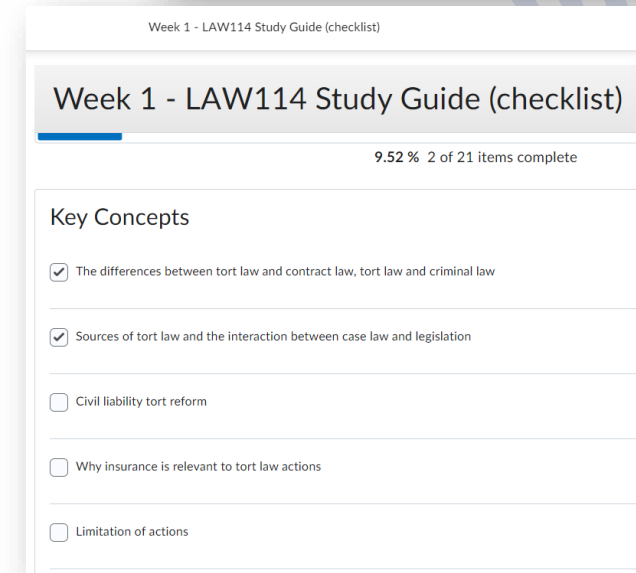 Week 1 - LAW114 Study Guide (checklist)
Week 1 - LAW114 Study Guide (checklist)
9.52 % 2 of 21 items complete
Key Concepts
The differences between tort law and contract law, tort law and criminal law
Sources of tort law and the interaction between case law and legislation
Civil liability tort reform
Why insurance is relevant to tort law actions
Limitation of actions